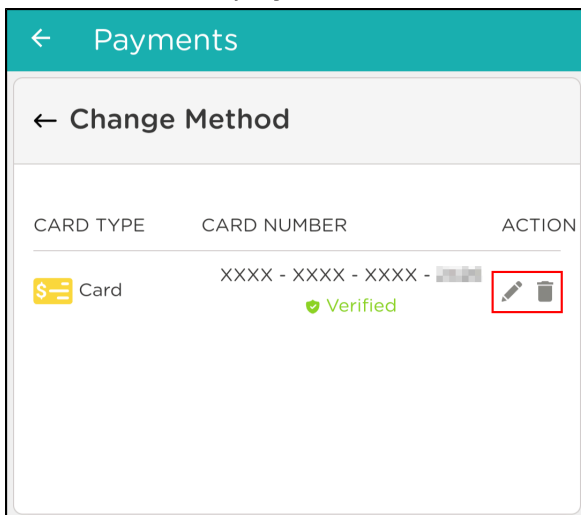 Payments
Change Method
CARD TYPE CARD NUMBER ACTION
$ Card XXXX - XXXX - XXXX -
Verified